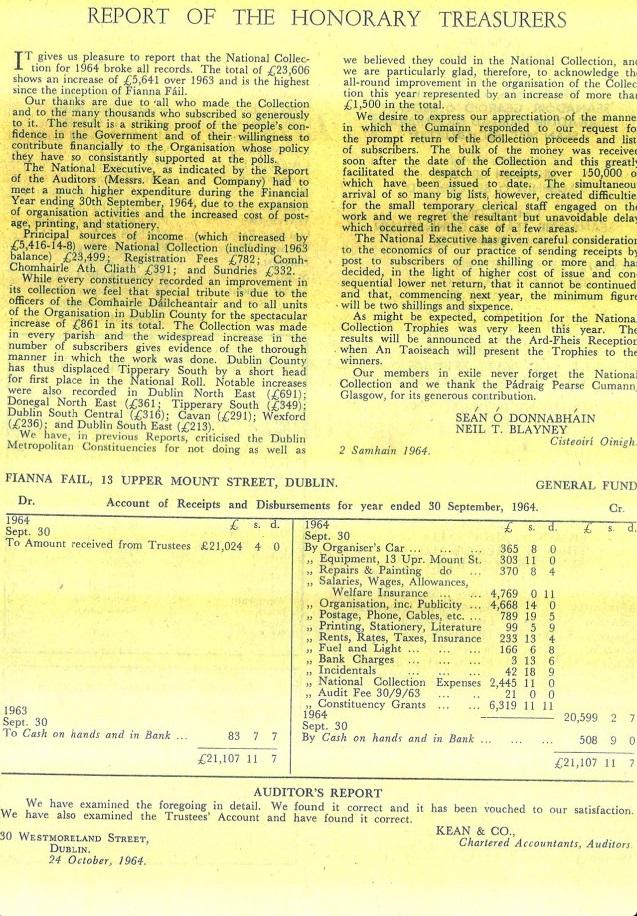 REPORT OF THE HONORARY TREASURERS
IT gives us pleasure to report that the National Collec-
tion for 1964 broke all records. The total of £23,606
shows an increase of £5,641 over 1963 and is the highest
since the inception of Fianna Fáil.
Our thanks are due to all who made the Collection
and to the many thousands who subscribed so generously
to it. The result is a striking proof of the people's con-
fidence in the Government and of their willingness to
contribute financially to the Organisation whose policy
they have so consistently supported at the polls.
The National Executive, as indicated by the Report
of the Auditors (Messrs. Kean and Company) had to
meet a much higher expenditure during the Financial
Year ending 30th September, 1964, due to the expansion
of organisation activities and the increased cost of post-
age, printing, and stationery.
Principal sources of income (which increased by
£5,416-14-8) were National Collection (including 1963
balance) £23,499; Registration Fees £782; Comh-
Chomhairle Ath Cliath £391; and Sundries £332.
While every constituency recorded an improvement in
its collection we feel that special tribute is due to the
officers of the Comhairle Dáilcheantair and to all units
of the Organisation in Dublin County for the spectacular
increase of £861 in its total. The Collection was made
in every parish and the widespread increase in the
number of subscribers gives evidence of the thorough
manner in which the work was done. Dublin County
has thus displaced Tipperary South by a short head
for first place in the National Roll. Notable increases
were also recorded in Dublin North East (£691);
Donegal North East (£361; Tipperary South (£349);
Dublin South Central (£316); Cavan (£291); Wexford
(£236); and Dublin South East (£213).
We have, in previous Reports, criticised the Dublin
Metropolitan Constituencies for not doing as well as
we believed they could in the National Collection, and
we are particularly glad, therefore, to acknowledge th
all-round improvement in the organisation of the Collec
tion this year represented by an increase of more than
£1,500 in the total.
We desire to express our appreciation of the manne
in which the Cumainn responded to our request fo
the prompt return of the Collection proceeds and list
of subscribers. The bulk of the money was received
soon after the date of the Collection and this greatly
facilitated the despatch of receipts, over 150,000 o
which have been issued to date. The simultaneou
arrival of so many big lists, however, created difficultie
for the small temporary clerical staff engaged on the
work and we regret the resultant but unavoidable delay
which occurred in the case of a few areas.
The National Executive has given careful consideration
to the economics of our practice of sending receipts by
post to subscribers of one shilling or more and ha
decided, in the light of higher cost of issue and con-
sequential lower net return, that it cannot be continued
and that, commencing next year, the minimum figure
will be two shillings and sixpence.
As might be expected, competition for the National
Collection Trophies was very keen this year. The
results will be announced at the Ard-Fheis Reception
when An Taoiseach will present the Trophies to the
winners.
Our members in exile never forget the National
Collection and we thank the Pádraig Pearse Cumann,
Glasgow, for its generous contribution.
SEÁN Ó DONNABHÁIN
NEIL T. BLAYNEY
Cisteoirí Oinigh.
2 Samhain 1964.
FIANNA FAIL, 13 UPPER MOUNT STREET, DUBLIN. GENERAL FUND
Dr. Account of Receipts and Disbursements for year ended 30 September, 1964. Cr.
1964 £ s. d.
Sept. 30
To Amount received from Trustees £21,024 4 0
1963
Sept. 30
To Cash on hands and in Bank ... 83 7 7
£21,107 11 7
1964 £ s. d. £ s. d.
Sept. 30
By Organiser's Car ... ... ... 365 8 0
„ Equipment, 13 Upr. Mount St. 303 11 0
„ Repairs & Painting do ... 370 8 4
„ Salaries, Wages, Allowances,
Welfare Insurance ... ... 4,769 0 11
„ Organisation, inc. Publicity ... 4,668 14 0
„ Postage, Phone, Cables, etc. ... 789 19 5
„ Printing, Stationery, Literature 99 5 9
„ Rents, Rates, Taxes, Insurance 233 13 4
„ Fuel and Light ... ... ... 166 6 8
„ Bank Charges ... ... ... 3 13 6
„ Incidentals ... ... ... 42 18 9
„ National Collection Expenses 2,445 11 0
„ Audit Fee 30/9/63 ... ... 21 0 0
„ Constituency Grants ... ... 6,319 11 11
1964 20,599 2 7
Sept. 30
By Cash on hands and in Bank ... ... ... 508 9 0
£21,107 11 7
AUDITOR'S REPORT
We have examined the foregoing in detail. We found it correct and it has been vouched to our satisfaction.
We have also examined the Trustees' Account and have found it correct.
KEAN & CO.,
Chartered Accountants, Auditors.
30 WESTMORELAND STREET,
DUBLIN.
24 October, 1964.